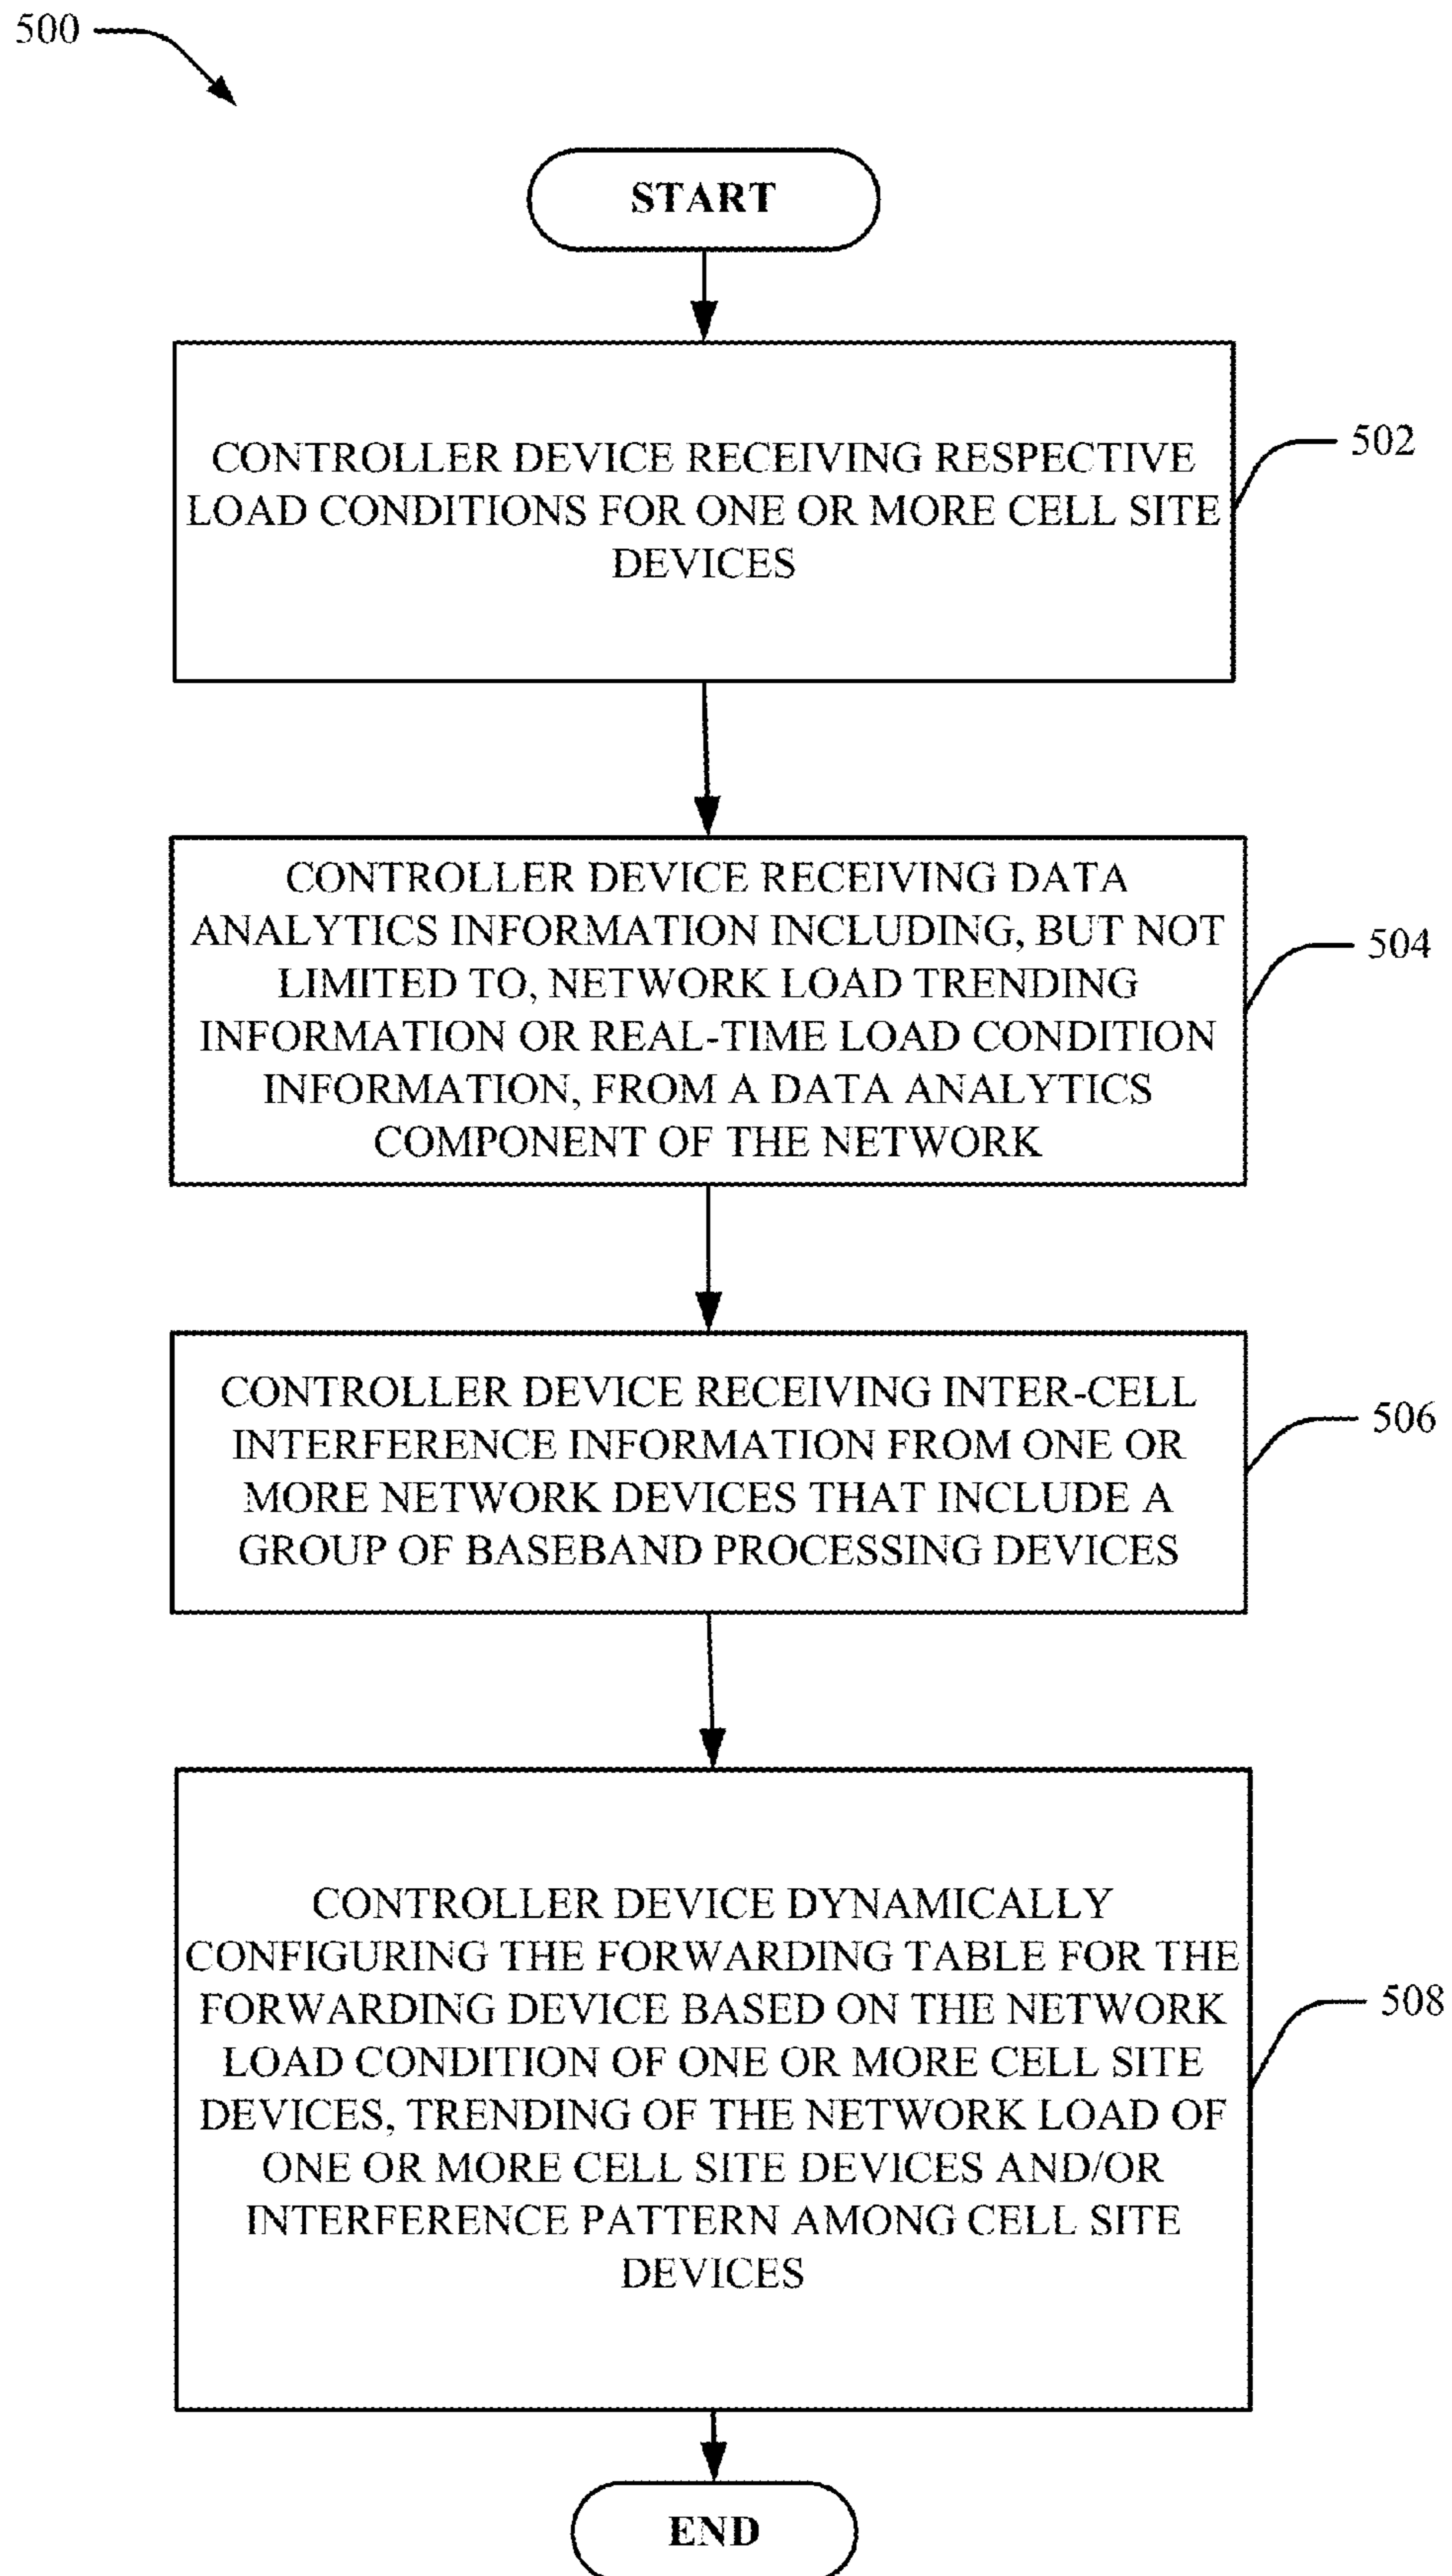 500
START
CONTROLLER DEVICE RECEIVING RESPECTIVE
LOAD CONDITIONS FOR ONE OR MORE CELL SITE
DEVICES
502
CONTROLLER DEVICE RECEIVING DATA
ANALYTICS INFORMATION INCLUDING, BUT NOT
LIMITED TO, NETWORK LOAD TRENDING
INFORMATION OR REAL-TIME LOAD CONDITION
INFORMATION, FROM A DATA ANALYTICS
COMPONENT OF THE NETWORK
504
CONTROLLER DEVICE RECEIVING INTER-CELL
INTERFERENCE INFORMATION FROM ONE OR
MORE NETWORK DEVICES THAT INCLUDE A
GROUP OF BASEBAND PROCESSING DEVICES
506
CONTROLLER DEVICE DYNAMICALLY
CONFIGURING THE FORWARDING TABLE FOR THE
FORWARDING DEVICE BASED ON THE NETWORK
LOAD CONDITION OF ONE OR MORE CELL SITE
DEVICES, TRENDING OF THE NETWORK LOAD OF
ONE OR MORE CELL SITE DEVICES AND/OR
INTERFERENCE PATTERN AMONG CELL SITE
DEVICES
508
END